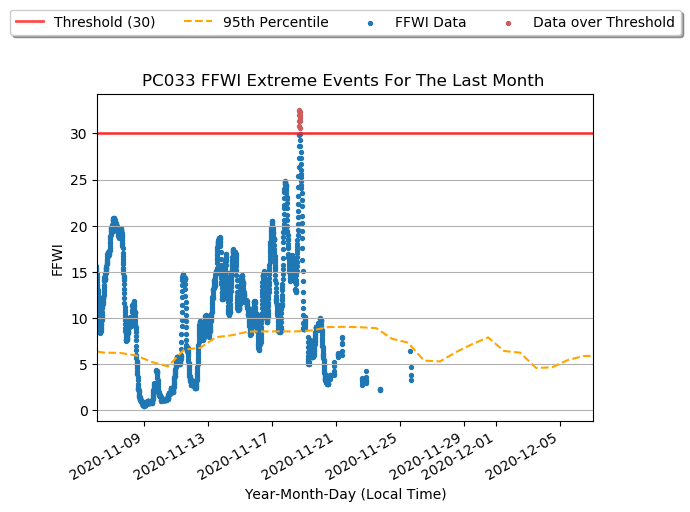 Threshold (30) 95th Percentile FFWI Data Data over Threshold
PC033 FFWI Extreme Events For The Last Month
FFWI
30
25
20
15
10
5
0
2020-11-09 2020-11-13 2020-11-17 2020-11-21 2020-11-25 2020-11-29 2020-12-01 2020-12-05
Year-Month-Day (Local Time)